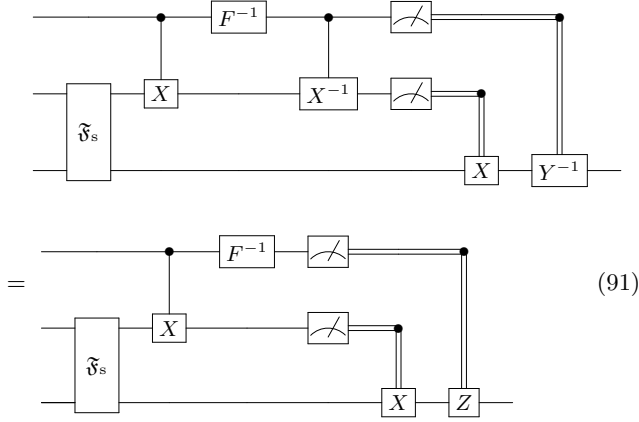 F⁻¹
X X⁻¹
𝔉s
X Y⁻¹
F⁻¹
= (91)
X
𝔉s
X Z